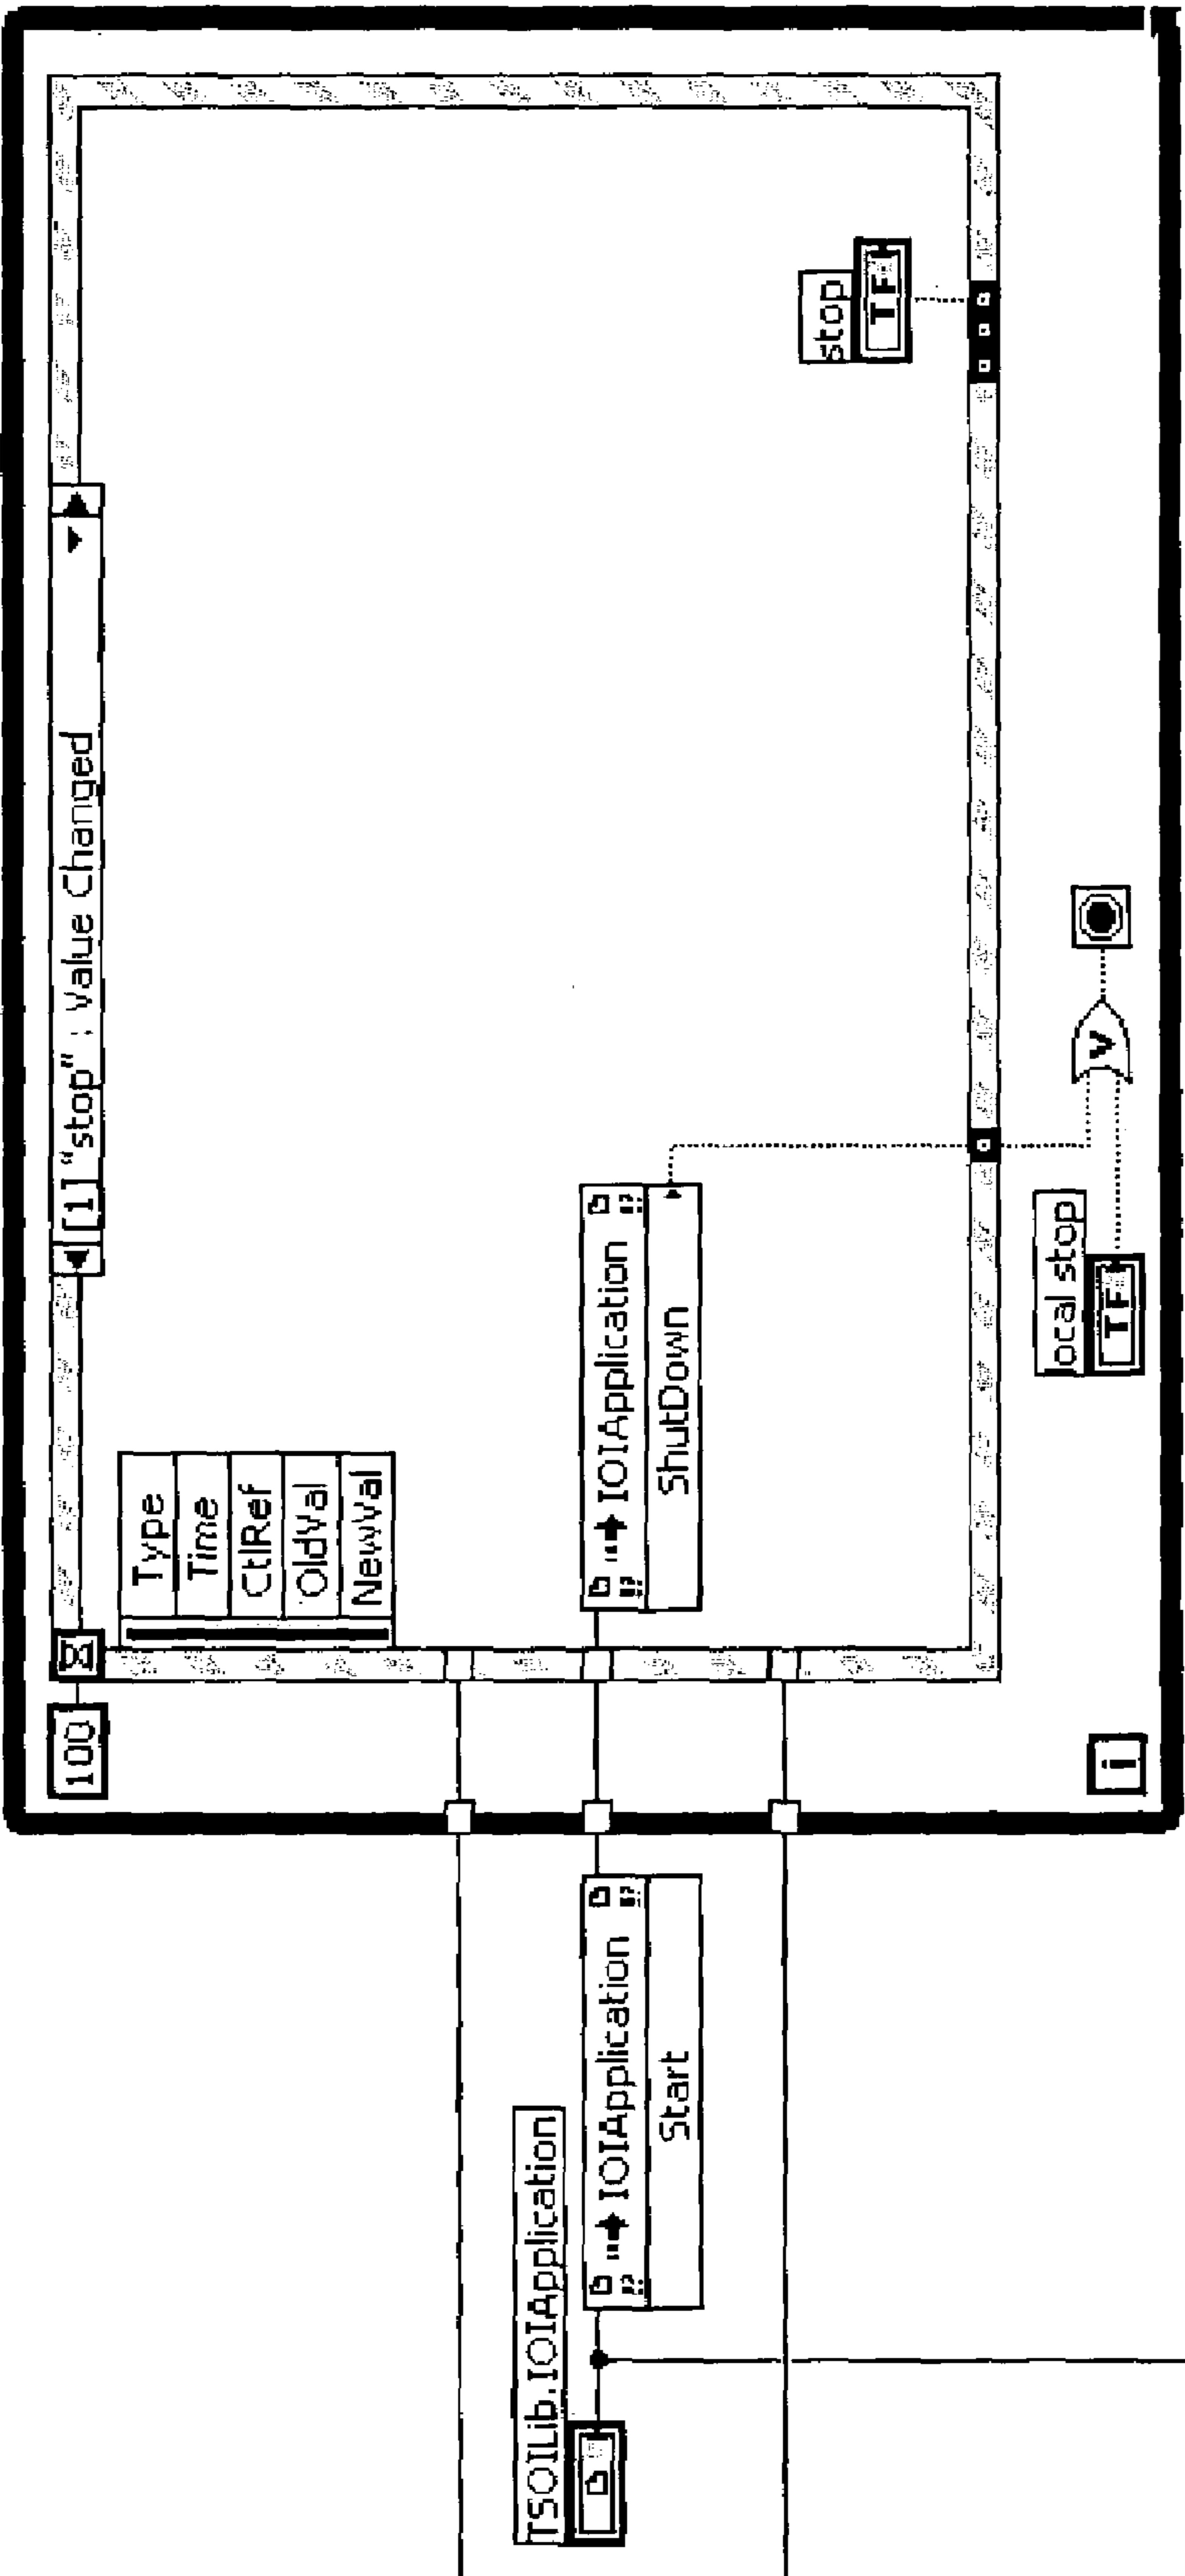 100
[1] "stop" : Value Changed
Type
Time
CtlRef
OldVal
NewVal
stop
TF
TSOILib.IOIApplication
IOIApplication
Start
IOIApplication
ShutDown
local stop
TF
V
i